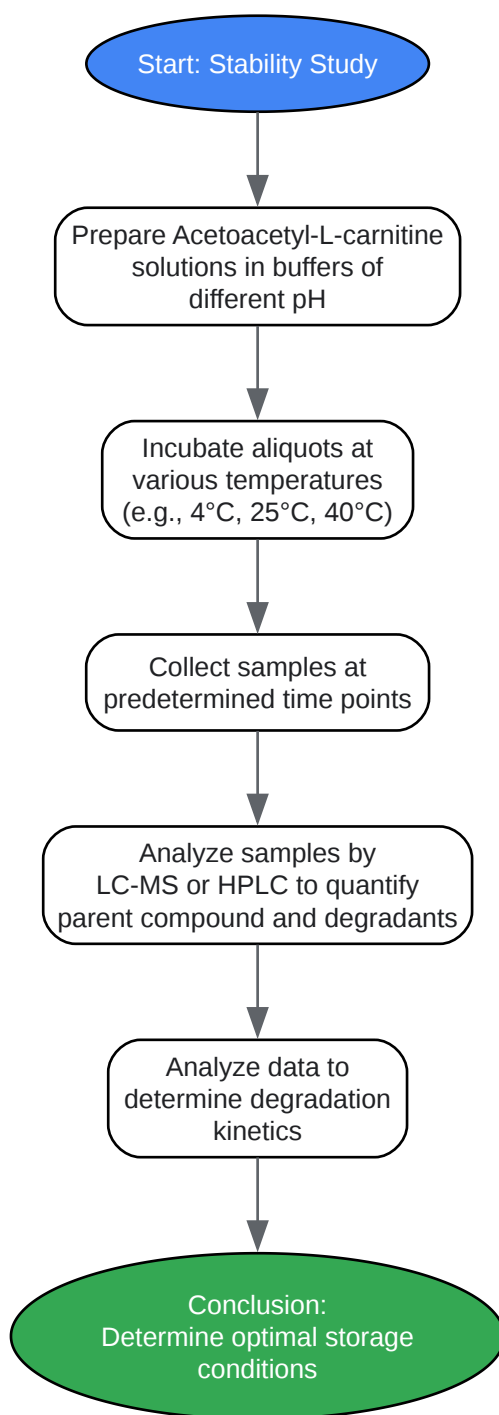 Start: Stability Study
Prepare Acetoacetyl-L-carnitine
solutions in buffers of
different pH
Incubate aliquots at
various temperatures
(e.g., 4°C, 25°C, 40°C)
Collect samples at
predetermined time points
Analyze samples by
LC-MS or HPLC to quantify
parent compound and degradants
Analyze data to
determine degradation
kinetics
Conclusion:
Determine optimal storage
conditions